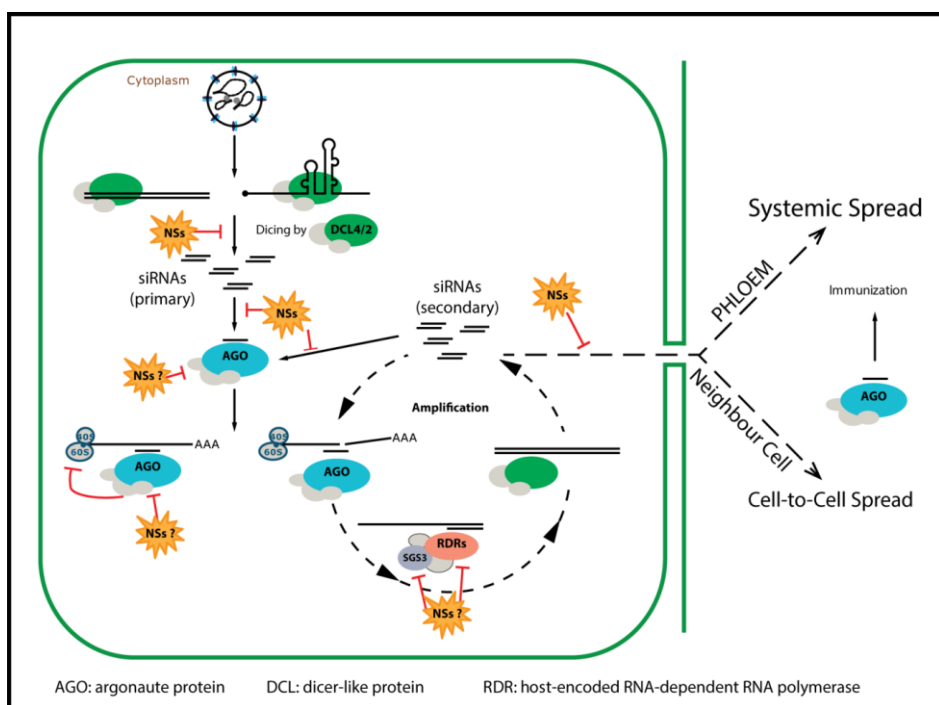 Cytoplasm
NSs
Dicing by
DCL4/2
siRNAs
(primary)
NSs
siRNAs
(secondary)
NSs
AGO
NSs ?
Amplification
40S
60S
AAA
AGO
NSs ?
40S
60S
AAA
AGO
SGS3
RDRs
NSs ?
Systemic Spread
PHLOEM
Immunization
AGO
Neighbour Cell
Cell-to-Cell Spread
AGO: argonaute protein
DCL: dicer-like protein
RDR: host-encoded RNA-dependent RNA polymerase